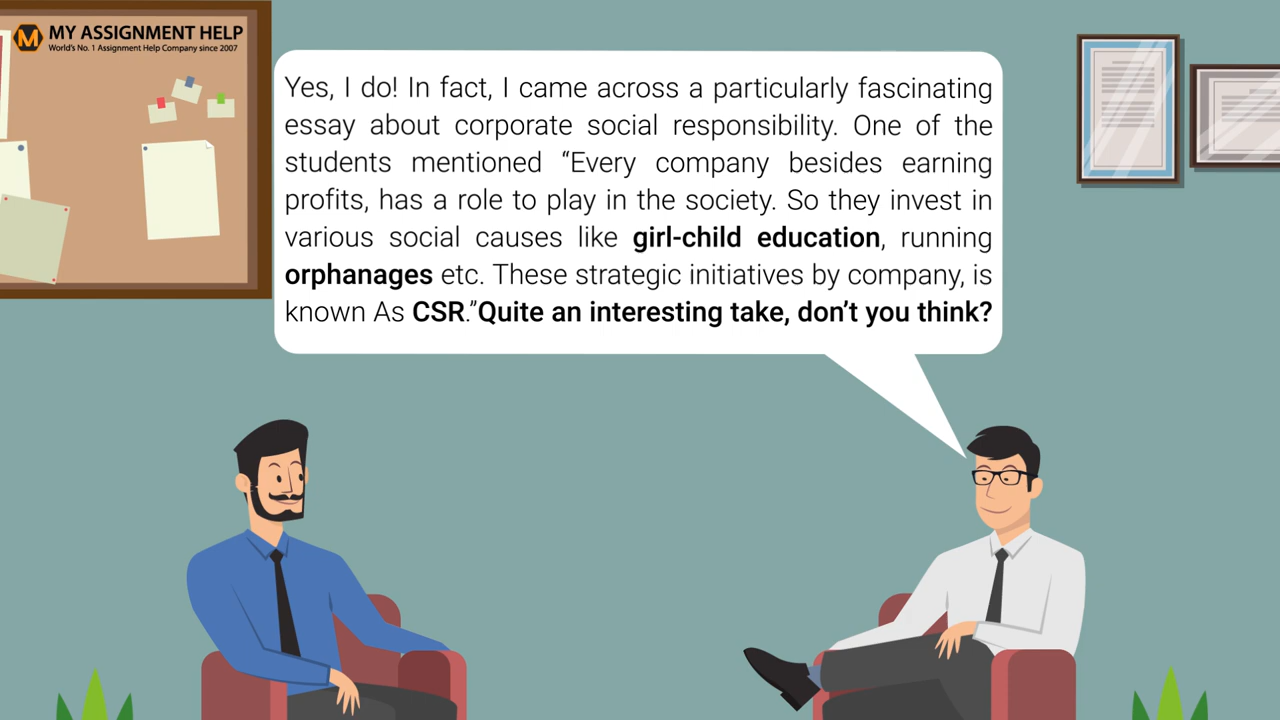 MY ASSIGNMENT HELP
World's No. 1 Assignment Help Company since 2007
Yes, I do! In fact, I came across a particularly fascinating
essay about corporate social responsibility. One of the
students mentioned “Every company besides earning
profits, has a role to play in the society. So they invest in
various social causes like girl-child education, running
orphanages etc. These strategic initiatives by company, is
known As CSR.”Quite an interesting take, don’t you think?